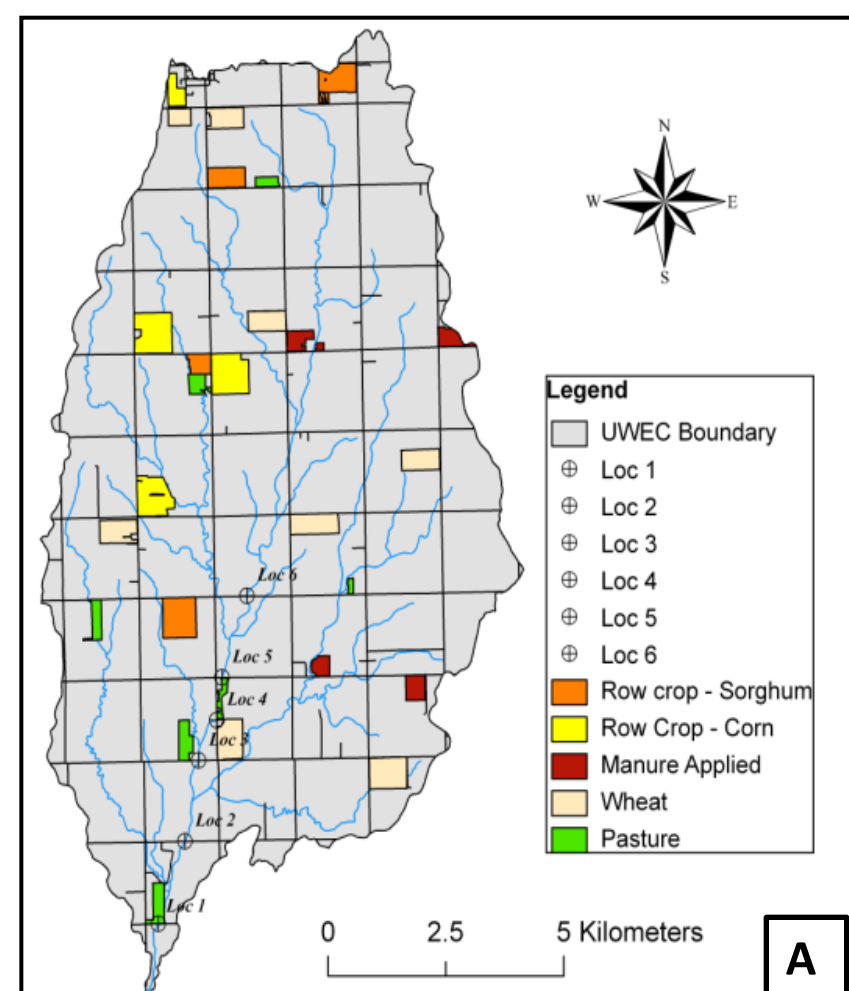 N
W E
S
Legend
UWEC Boundary
Loc 1
Loc 2
Loc 3
Loc 4
Loc 5
Loc 6
Row crop - Sorghum
Row Crop - Corn
Manure Applied
Wheat
Pasture
Loc 6
Loc 5
Loc 4
Loc 3
Loc 2
Loc 1
0 2.5 5 Kilometers
A